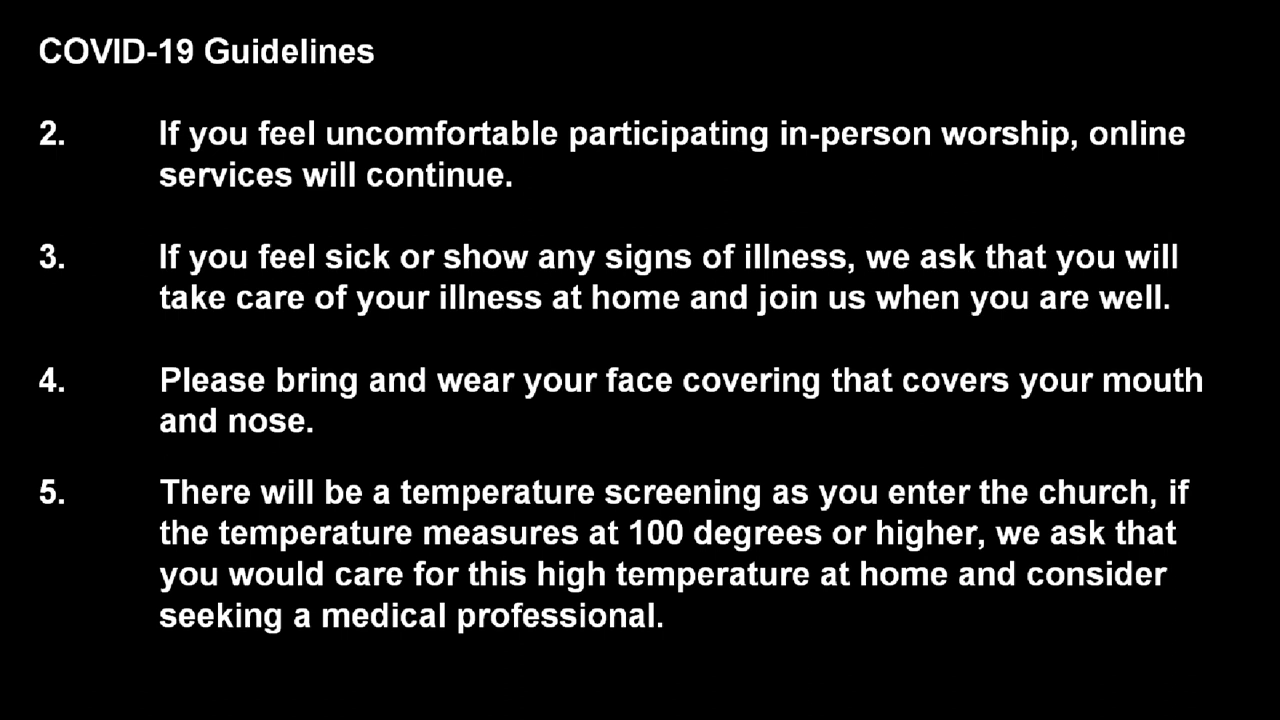 COVID-19 Guidelines
2. If you feel uncomfortable participating in-person worship, online
services will continue.
3. If you feel sick or show any signs of illness, we ask that you will
take care of your illness at home and join us when you are well.
4. Please bring and wear your face covering that covers your mouth
and nose.
5. There will be a temperature screening as you enter the church, if
the temperature measures at 100 degrees or higher, we ask that
you would care for this high temperature at home and consider
seeking a medical professional.